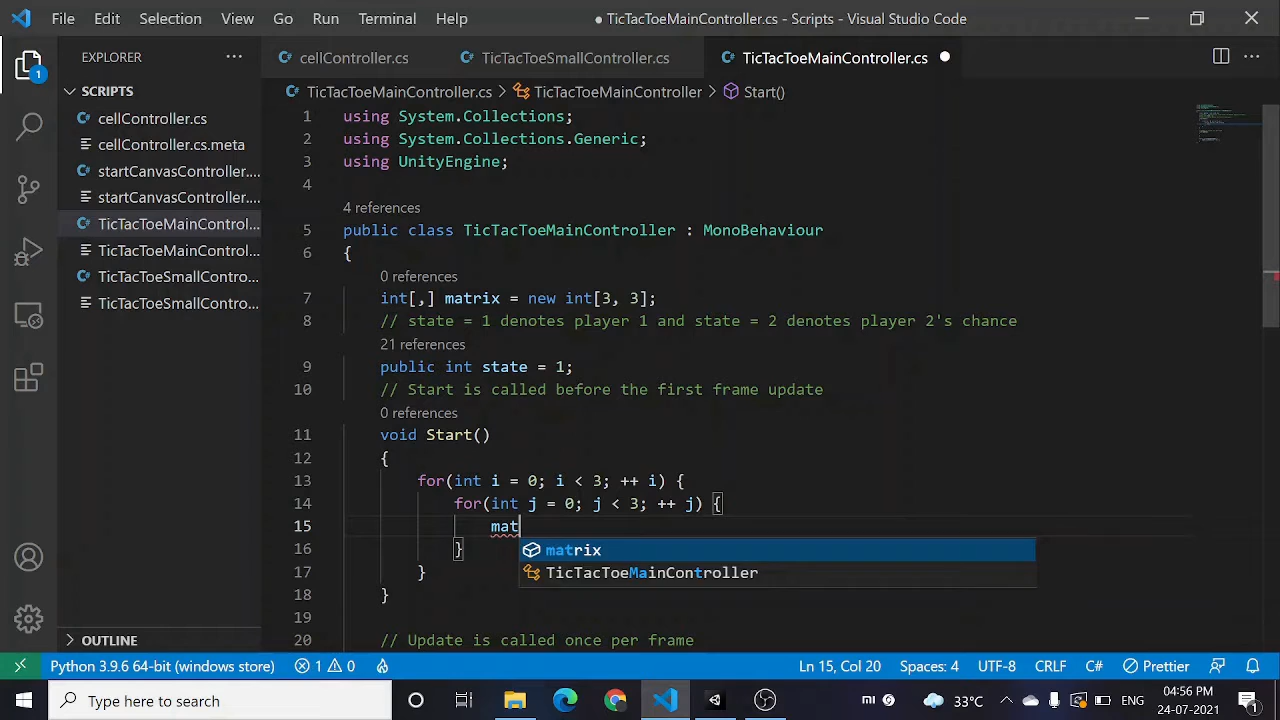 File Edit Selection View Go Run Terminal Help
● TicTacToeMainController.cs - Scripts - Visual Studio Code
EXPLORER
cellController.cs
TicTacToeSmallController.cs
TicTacToeMainController.cs
SCRIPTS
TicTacToeMainController.cs > TicTacToeMainController > Start()
cellController.cs
cellController.cs.meta
startCanvasController....
startCanvasController....
TicTacToeMainControl...
TicTacToeMainControl...
TicTacToeSmallContro...
TicTacToeSmallContro...
OUTLINE
1 using System.Collections;
2 using System.Collections.Generic;
3 using UnityEngine;
4
4 references
5 public class TicTacToeMainController : MonoBehaviour
6 {
0 references
7 int[,] matrix = new int[3, 3];
8 // state = 1 denotes player 1 and state = 2 denotes player 2's chance
21 references
9 public int state = 1;
10 // Start is called before the first frame update
0 references
11 void Start()
12 {
13 for(int i = 0; i < 3; ++ i) {
14 for(int j = 0; j < 3; ++ j) {
15 mat
matrix
TicTacToeMainController
16 }
17 }
18 }
19
20 // Update is called once per frame
1
Python 3.9.6 64-bit (windows store) 1 0 Ln 15, Col 20 Spaces: 4 UTF-8 CRLF C# Prettier
Type here to search
mi 33°C ENG
04:56 PM
24-07-2021
1